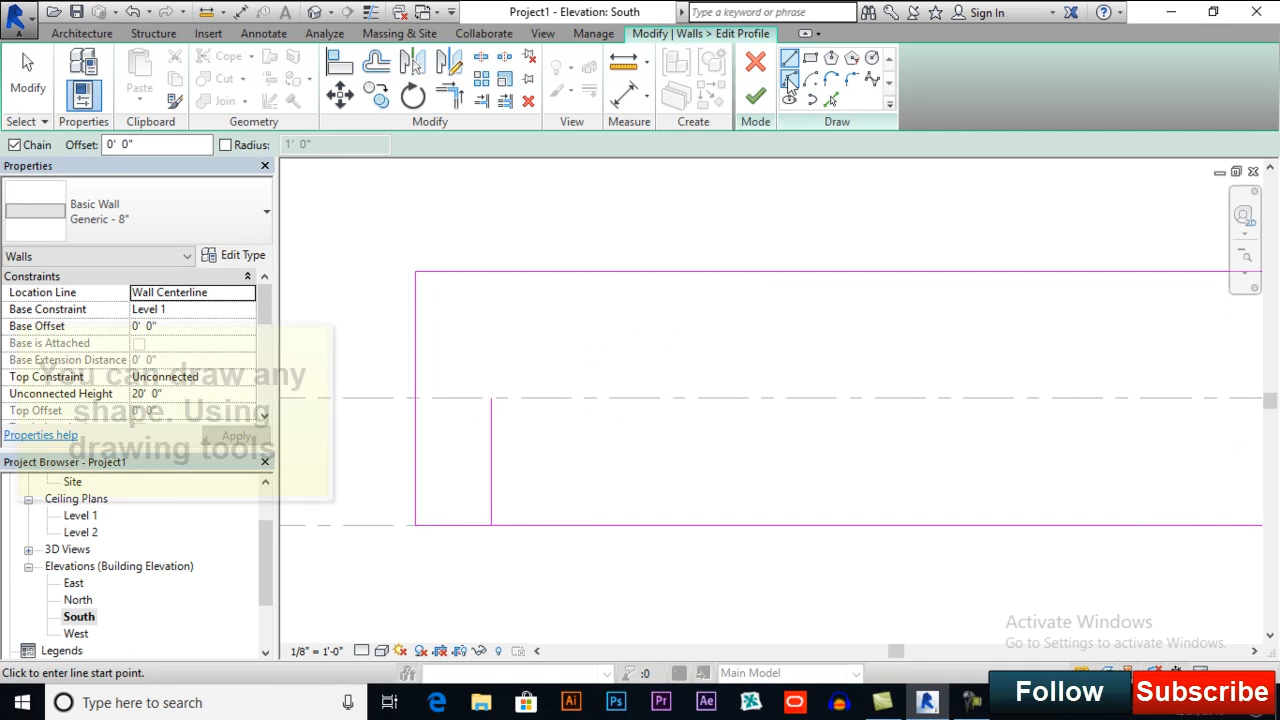 Project1 - Elevation: South
Type a keyword or phrase
Sign In
Architecture Structure Insert Annotate Analyze Massing & Site Collaborate View Manage Modify | Walls > Edit Profile
Modify
Cope
Cut
Join
Paste
Select Properties Clipboard Geometry Modify View Measure Create Mode Draw
Chain Offset: 0' 0" Radius: 1' 0"
Properties
Basic Wall
Generic - 8"
Walls Edit Type
Constraints
Location Line Wall Centerline
Base Constraint Level 1
Base Offset 0' 0"
Base is Attached
Base Extension Distance 0' 0"
Top Constraint Unconnected
Unconnected Height 20' 0"
Top Offset 0' 0"
Properties help Apply
You can draw any
shape. Using
drawing tools
Project Browser - Project1
Site
Ceiling Plans
Level 1
Level 2
3D Views
Elevations (Building Elevation)
East
North
South
West
Legends
2D
1/8" = 1'-0"
Activate Windows
Go to Settings to activate Windows.
Click to enter line start point.
:0
Main Model
Follow Subscribe
Type here to search